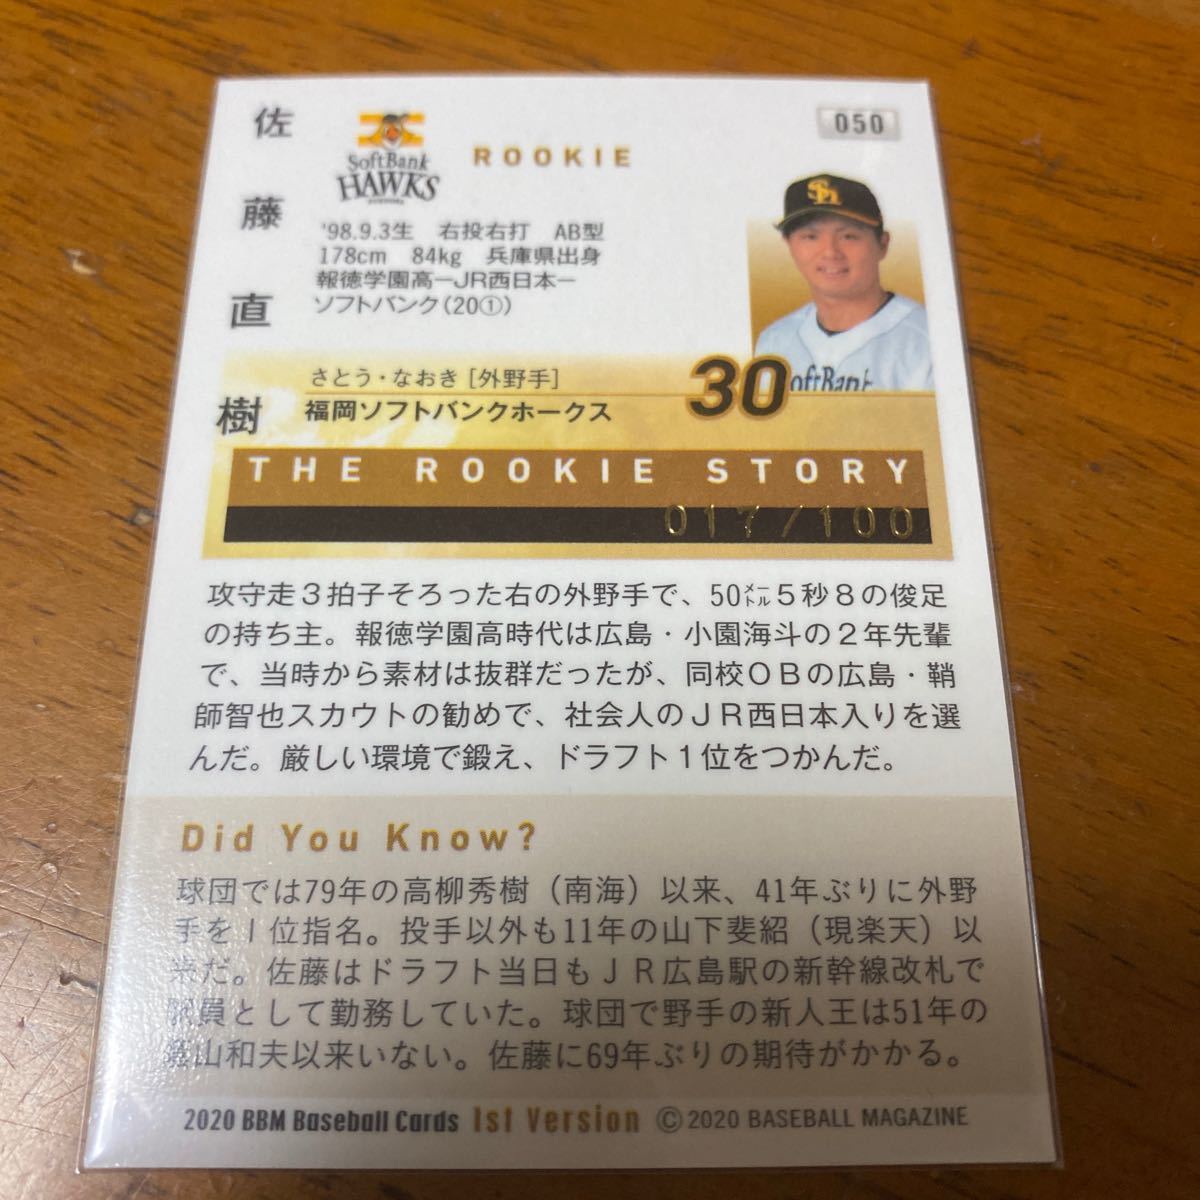 佐藤直樹
SoftBank
HAWKS
ROOKIE
050
'98.9.3生 右投右打 AB型
178cm 84kg 兵庫県出身
報徳学園高ーJR西日本ー
ソフトバンク(20①)
さとう・なおき [外野手]
福岡ソフトバンクホークス
30
THE ROOKIE STORY
017/100
攻守走3拍子そろった右の外野手で、50㍍5秒8の俊足
の持ち主。報徳学園高時代は広島・小園海斗の2年先輩
で、当時から素材は抜群だったが、同校OBの広島・鞘
師智也スカウトの勧めで、社会人のJR西日本入りを選
んだ。厳しい環境で鍛え、ドラフト1位をつかんだ。
Did You Know?
球団では79年の高柳秀樹（南海）以来、41年ぶりに外野
手を1位指名。投手以外も11年の山下斐紹（現楽天）以
来だ。佐藤はドラフト当日もJR広島駅の新幹線改札で
駅員として勤務していた。球団で野手の新人王は51年の
蔭山和夫以来いない。佐藤に69年ぶりの期待がかかる。
2020 BBM Baseball Cards 1st Version ©2020 BASEBALL MAGAZINE